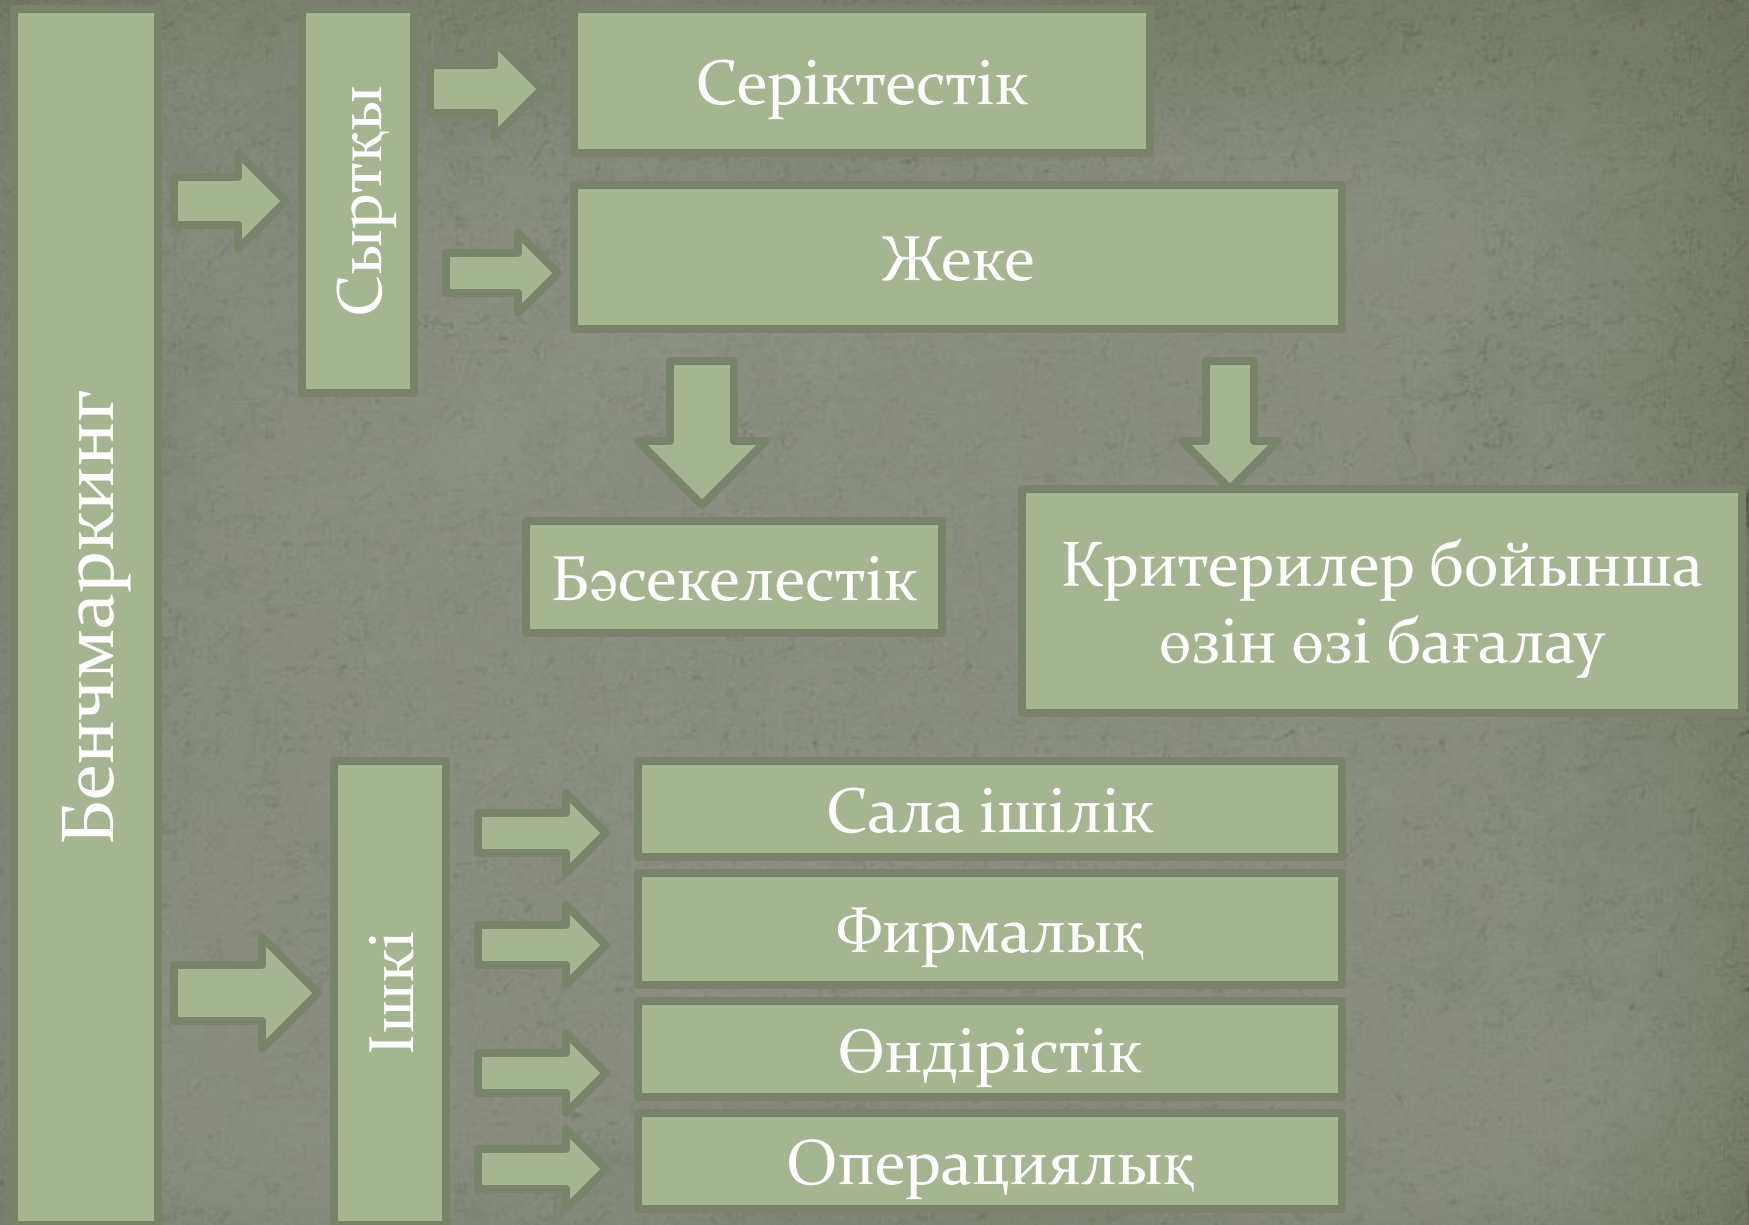 Бенчмаркинг
Сыртқы
Серіктестік
Жеке
Бәсекелестік
Критерилер бойынша
өзін өзі бағалау
Ішкі
Сала ішілік
Фирмалық
Өндірістік
Операциялық